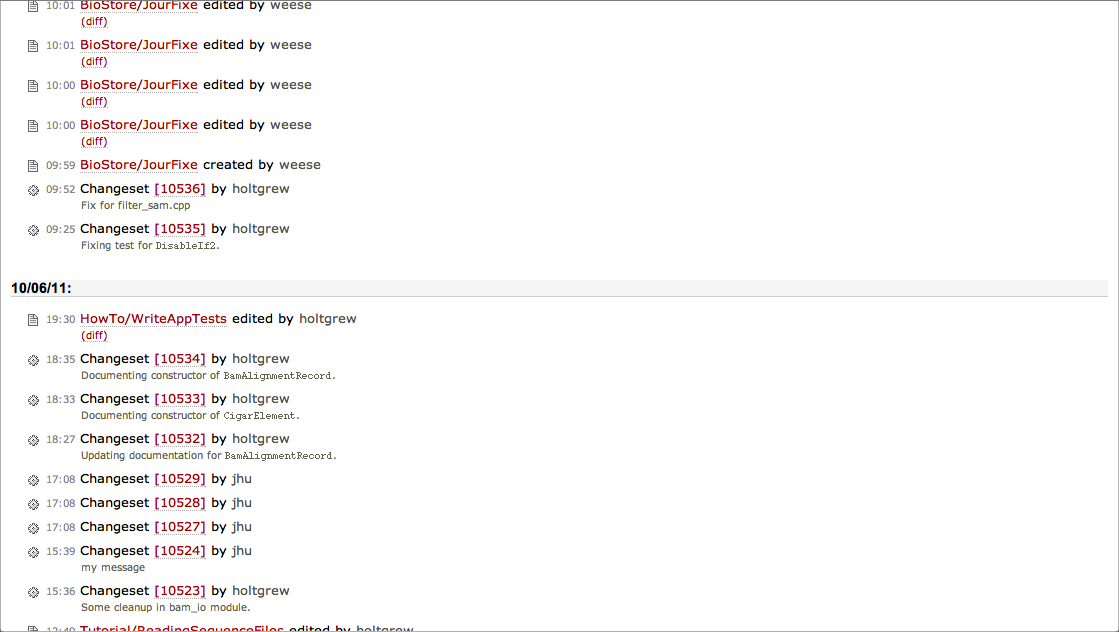 10:01 BioStore/JourFixe edited by weese
(diff)
10:01 BioStore/JourFixe edited by weese
(diff)
10:00 BioStore/JourFixe edited by weese
(diff)
10:00 BioStore/JourFixe edited by weese
(diff)
09:59 BioStore/JourFixe created by weese
09:52 Changeset [10536] by holtgrew
Fix for filter_sam.cpp
09:25 Changeset [10535] by holtgrew
Fixing test for DisableIf2.
10/06/11:
19:30 HowTo/WriteAppTests edited by holtgrew
(diff)
18:35 Changeset [10534] by holtgrew
Documenting constructor of BamAlignmentRecord.
18:33 Changeset [10533] by holtgrew
Documenting constructor of CigarElement.
18:27 Changeset [10532] by holtgrew
Updating documentation for BamAlignmentRecord.
17:08 Changeset [10529] by jhu
17:08 Changeset [10528] by jhu
17:08 Changeset [10527] by jhu
15:39 Changeset [10524] by jhu
my message
15:36 Changeset [10523] by holtgrew
Some cleanup in bam_io module.
Tutorial/ReadingSequenceFiles edited by holtgrew